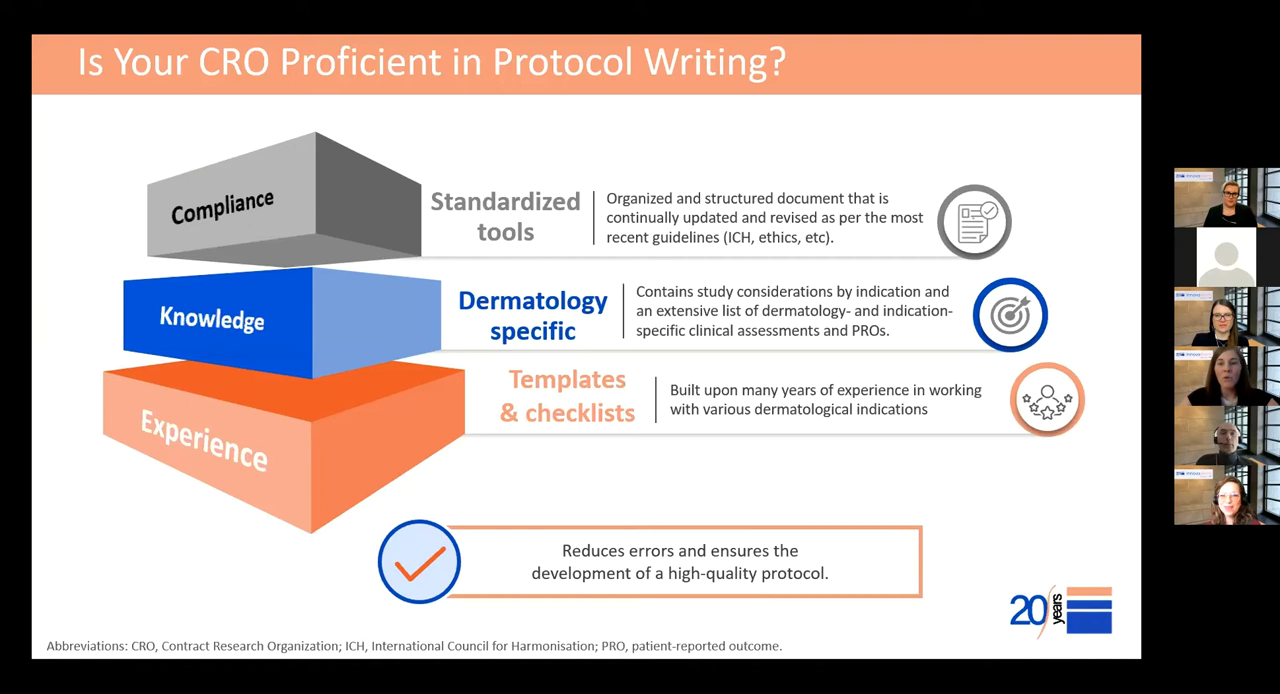 Is Your CRO Proficient in Protocol Writing?
Compliance
Standardized
tools
Organized and structured document that is
continually updated and revised as per the most
recent guidelines (ICH, ethics, etc).
Knowledge
Dermatology
specific
Contains study considerations by indication and
an extensive list of dermatology- and indication-
specific clinical assessments and PROs.
Experience
Templates
& checklists
Built upon many years of experience in working
with various dermatological indications
Reduces errors and ensures the
development of a high-quality protocol.
20 years
Abbreviations: CRO, Contract Research Organization; ICH, International Council for Harmonisation; PRO, patient-reported outcome.